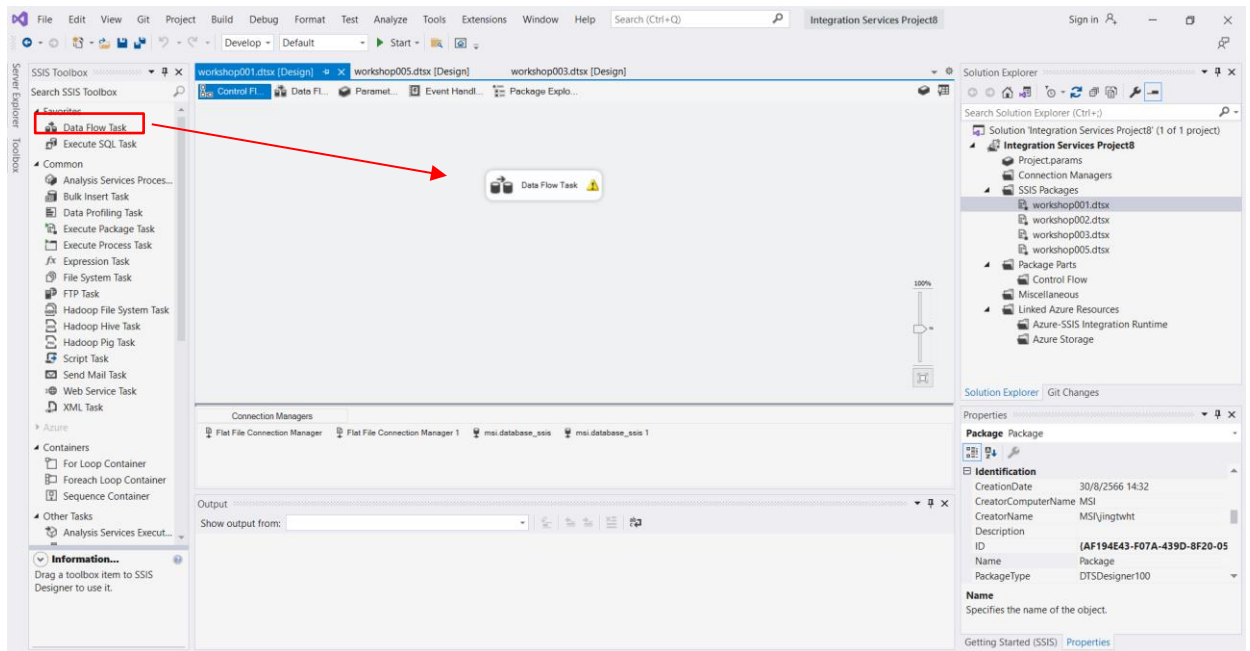 File Edit View Git Project Build Debug Format Test Analyze Tools Extensions Window Help Search (Ctrl+Q) Integration Services Project8 Sign in
Develop Default Start
Server Explorer
Toolbox
SSIS Toolbox
Search SSIS Toolbox
Favorites
Data Flow Task
Execute SQL Task
Common
Analysis Services Proces...
Bulk Insert Task
Data Profiling Task
Execute Package Task
Execute Process Task
Expression Task
File System Task
FTP Task
Hadoop File System Task
Hadoop Hive Task
Hadoop Pig Task
Script Task
Send Mail Task
Web Service Task
XML Task
Azure
Containers
For Loop Container
Foreach Loop Container
Sequence Container
Other Tasks
Analysis Services Execut...
Information...
Drag a toolbox item to SSIS
Designer to use it.
workshop001.dtsx [Design] workshop005.dtsx [Design] workshop003.dtsx [Design]
Control Fl... Data Fl... Paramet... Event Handl... Package Explo...
Data Flow Task
100%
Connection Managers
Flat File Connection Manager Flat File Connection Manager 1 msi.database_ssis msi.database_ssis 1
Output
Show output from:
Solution Explorer
Search Solution Explorer (Ctrl+;)
Solution 'Integration Services Project8' (1 of 1 project)
Integration Services Project8
Project.params
Connection Managers
SSIS Packages
workshop001.dtsx
workshop002.dtsx
workshop003.dtsx
workshop005.dtsx
Package Parts
Control Flow
Miscellaneous
Linked Azure Resources
Azure-SSIS Integration Runtime
Azure Storage
Solution Explorer Git Changes
Properties
Package Package
Identification
CreationDate 30/8/2566 14:32
CreatorComputerName MSI
CreatorName MSI\jingtwht
Description
ID {AF194E43-F07A-439D-8F20-05
Name Package
PackageType DTSDesigner100
Name
Specifies the name of the object.
Getting Started (SSIS) Properties